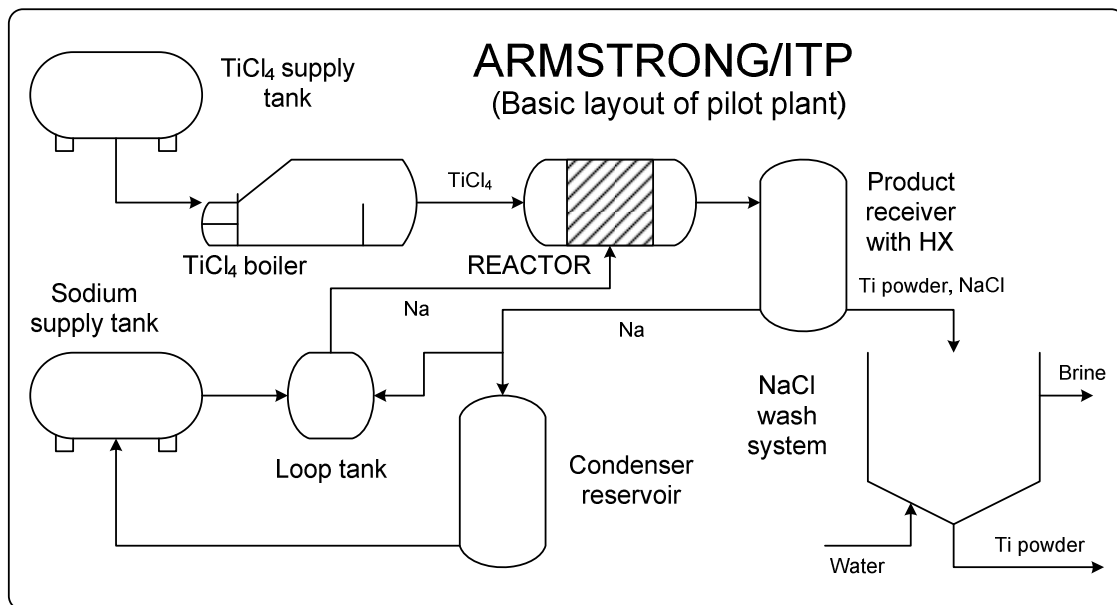 ARMSTRONG/ITP
(Basic layout of pilot plant)
TiCl₄ supply
tank
TiCl₄
TiCl₄ boiler
REACTOR
Product
receiver
with HX
Sodium
supply tank
Na
Na
Ti powder, NaCl
Loop tank
Condenser
reservoir
NaCl
wash
system
Brine
Water
Ti powder